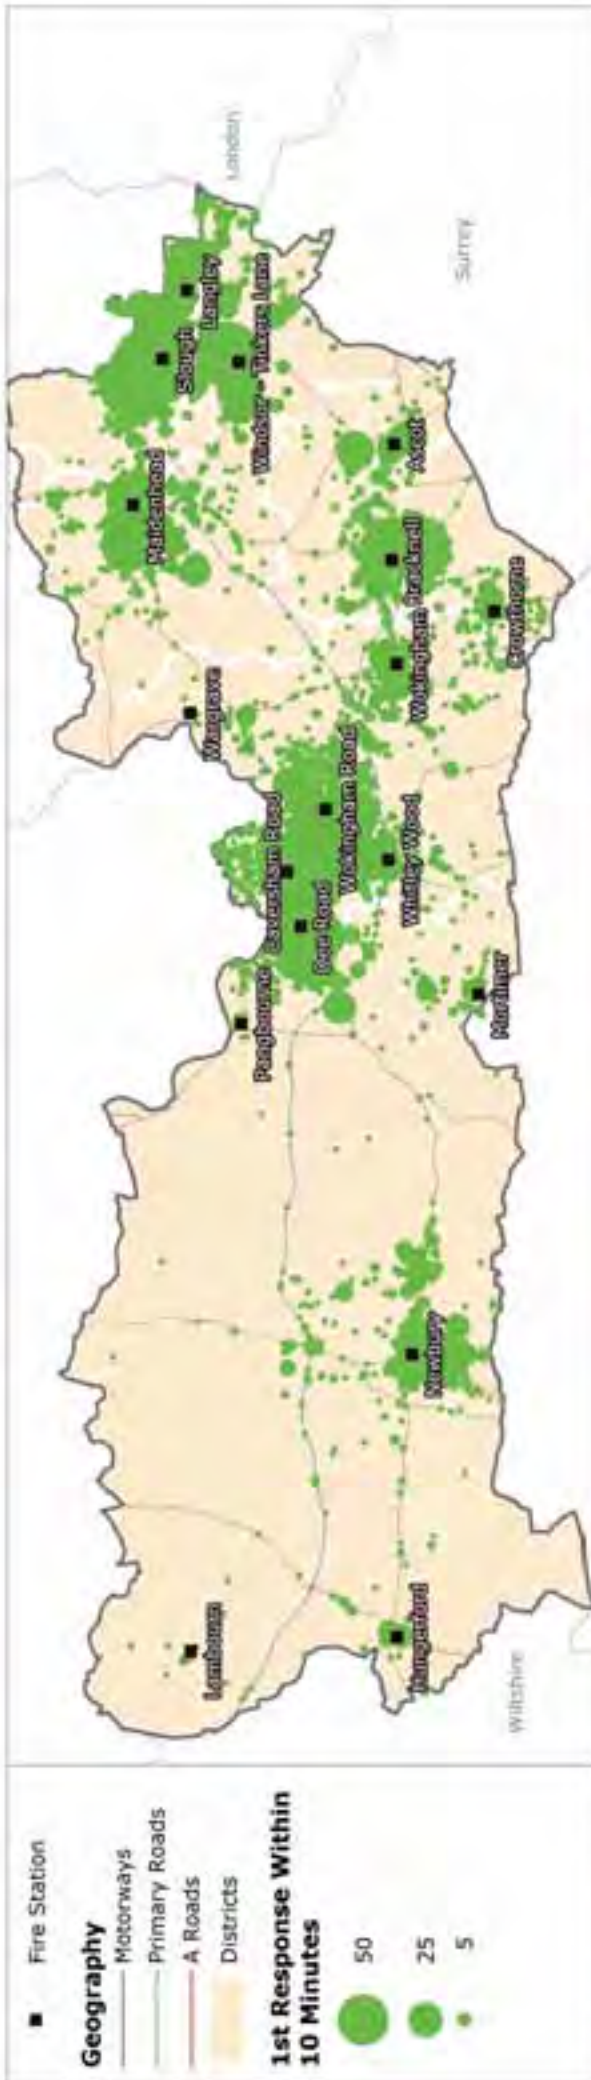 Fire Station
Geography
Motorways
Primary Roads
A Roads
Districts
1st Response Within
10 Minutes
50
25
5
Lambourn
Hungerford
Wiltshire
Newbury
Pangbourne
Mortimer
Dee Road
Caversham Road
Whitley Wood
Wokingham Road
Wargrave
Wokingham
Bracknell
Crowthorne
Maidenhead
Ascot
Slough
Windsor - Tinkers Lane
Langley
Surrey
London